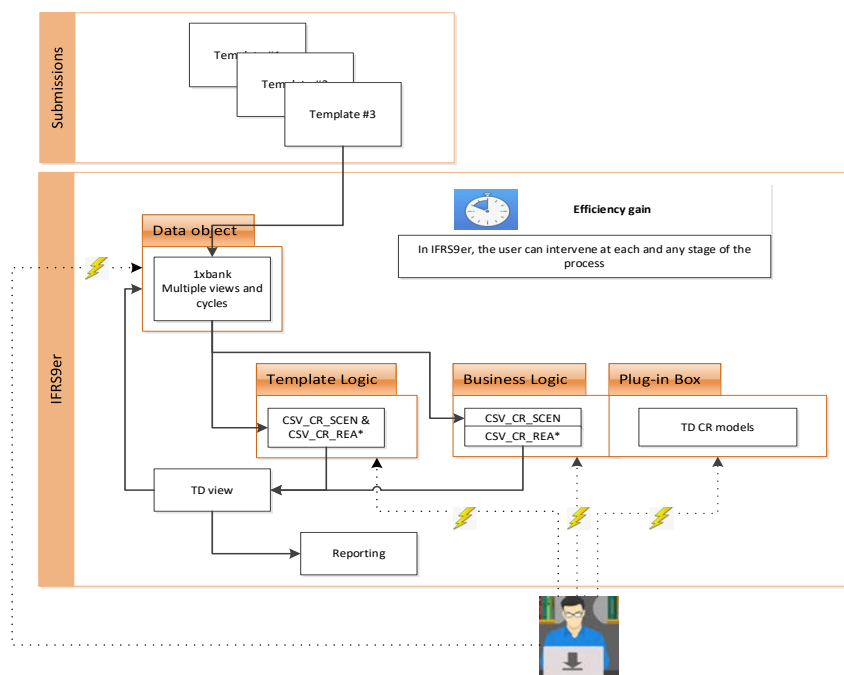 Submissions
Template #3
IFRS9er
Efficiency gain
In IFRS9er, the user can intervene at each and any stage of the
process
Data object
1xbank
Multiple views and
cycles
Template Logic
CSV_CR_SCEN &
CSV_CR_REA*
Business Logic
CSV_CR_SCEN
CSV_CR_REA*
Plug-in Box
TD CR models
TD view
Reporting